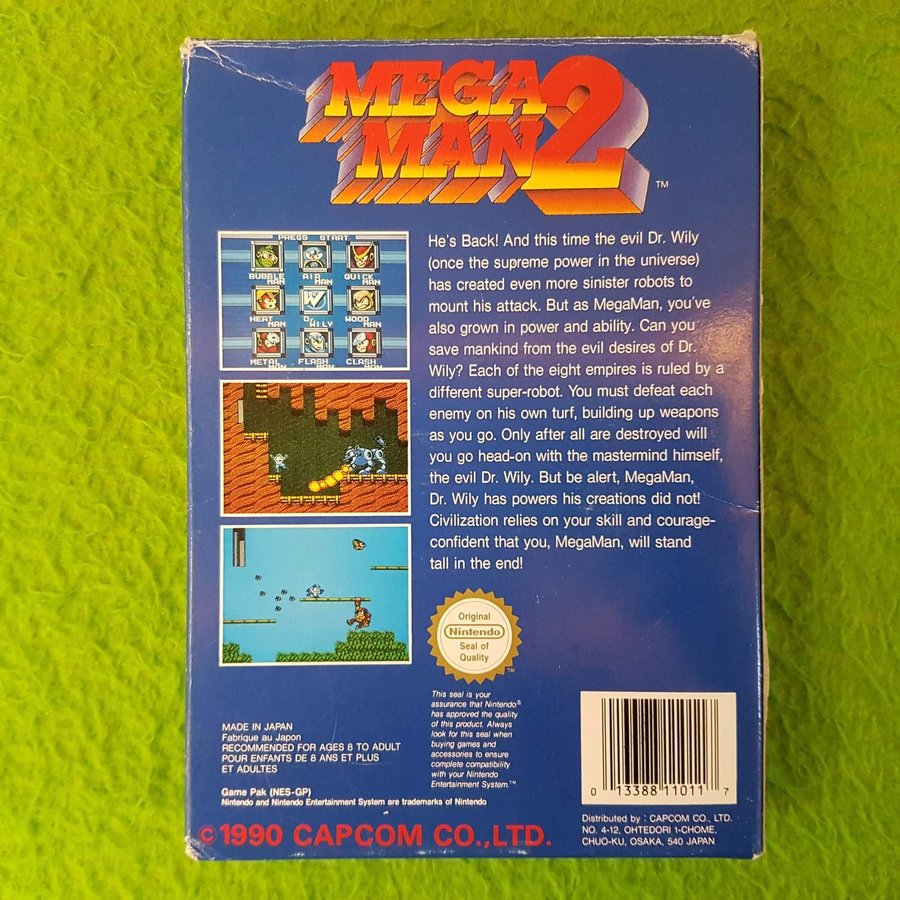 MEGA
MAN 2
TM
PRESS START
BUBBLE MAN
AIR MAN
QUICK MAN
HEAT MAN
DR. WILY
WOOD MAN
METAL MAN
FLASH MAN
CLASH MAN
He's Back! And this time the evil Dr. Wily
(once the supreme power in the universe)
has created even more sinister robots to
mount his attack. But as MegaMan, you've
also grown in power and ability. Can you
save mankind from the evil desires of Dr.
Wily? Each of the eight empires is ruled by a
different super-robot. You must defeat each
enemy on his own turf, building up weapons
as you go. Only after all are destroyed will
you go head-on with the mastermind himself,
the evil Dr. Wily. But be alert, MegaMan,
Dr. Wily has powers his creations did not!
Civilization relies on your skill and courage-
confident that you, MegaMan, will stand
tall in the end!
Original
Nintendo
Seal of
Quality
TM
This seal is your
assurance that Nintendo®
has approved the quality
of this product. Always
look for this seal when
buying games and
accessories to ensure
complete compatibility
with your Nintendo
Entertainment System.™
MADE IN JAPAN
Fabrique au Japon
RECOMMENDED FOR AGES 8 TO ADULT
POUR ENFANTS DE 8 ANS ET PLUS
ET ADULTES
Game Pak (NES-GP)
Nintendo and Nintendo Entertainment System are trademarks of Nintendo
©1990 CAPCOM CO.,LTD.
0 13388 11011 7
Distributed by : CAPCOM CO., LTD.
NO. 4-12, OHTEDORI 1-CHOME,
CHUO-KU, OSAKA, 540 JAPAN